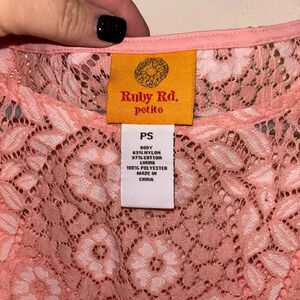 Ruby Rd.
petite
PS
BODY
63% NYLON
37% COTTON
LINING
100% POLYESTER
MADE IN
CHINA